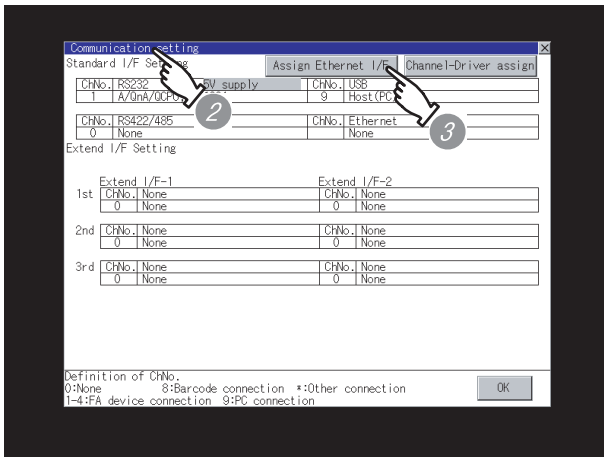 Communication setting
Standard I/F Assign Ethernet I/F Channel-Driver assign
ChNo. RS232 5V supply ChNo. USB
1 9 Host(PC)
2
ChNo. RS422/485 ChNo. Ethernet
0 None None
3
Extend I/F Setting
Extend I/F-1 Extend I/F-2
1st ChNo. None ChNo. None
0 None 0 None
2nd ChNo. None ChNo. None
0 None 0 None
3rd ChNo. None ChNo. None
0 None 0 None
Definition of ChNo.
0:None 8:Barcode connection *:Other connection
1-4:FA device connection 9:PC connection
OK